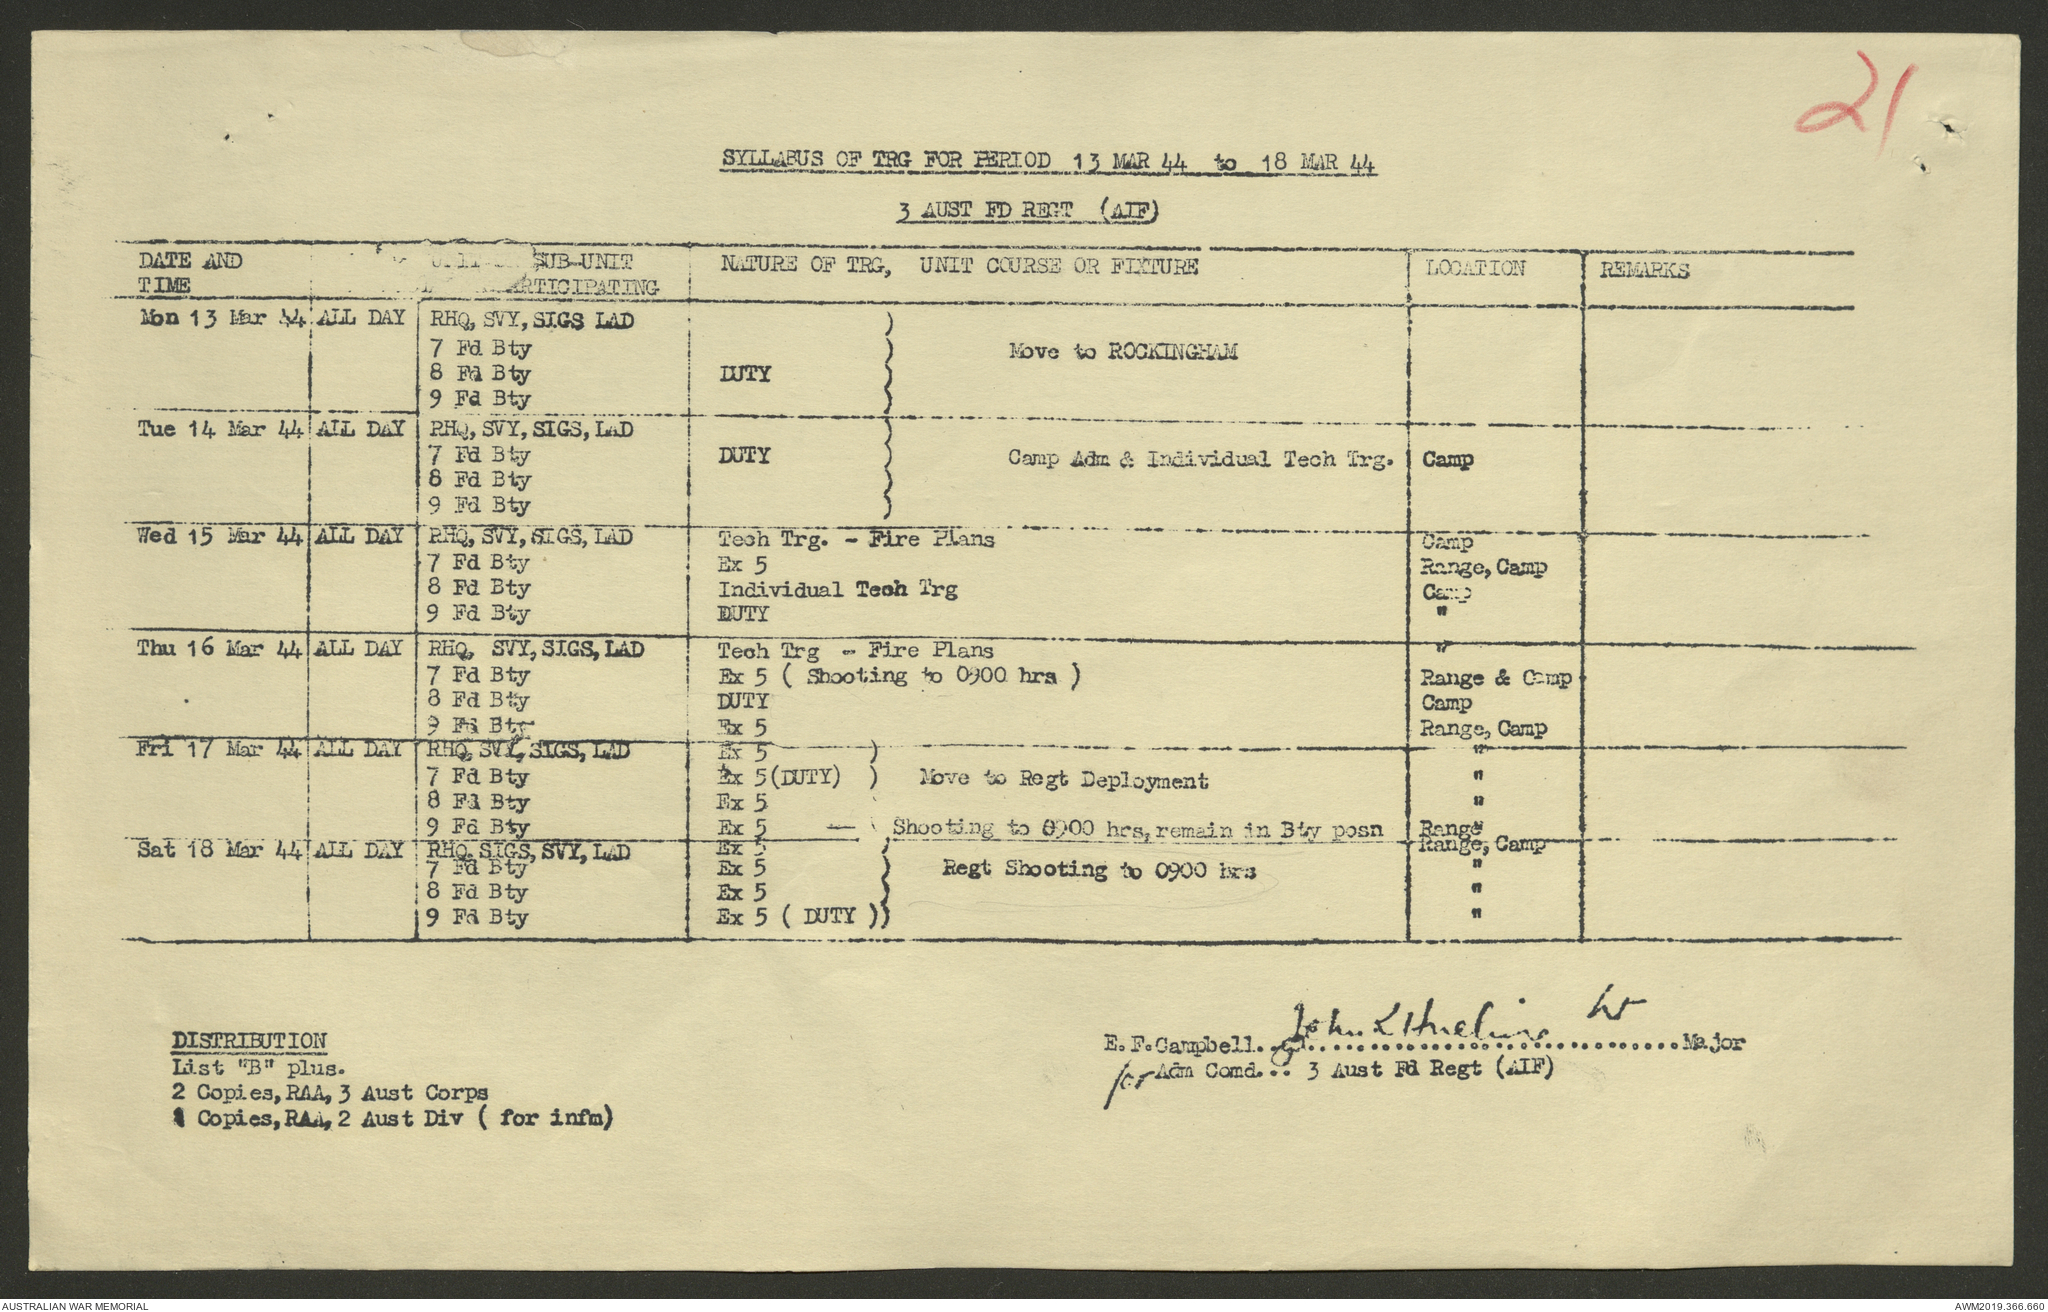 21
SYLLABUS OF TRG FOR PERIOD 13 MAR 44 to 18 MAR 44
3 AUST FD REGT (AIF)
DATE AND TIME SUB-UNIT PARTICIPATING NATURE OF TRG, UNIT COURSE OR FIXTURE LOCATION REMARKS
Mon 13 Mar 44 ALL DAY RHQ, SVY, SIGS LAD )
7 Fd Bty ) Move to ROCKINGHAM
8 Fd Bty DUTY )
9 Fd Bty )
Tue 14 Mar 44 ALL DAY RHQ, SVY, SIGS, LAD )
7 Fd Bty DUTY ) Camp Adm & Individual Tech Trg. Camp
8 Fd Bty )
9 Fd Bty )
Wed 15 Mar 44 ALL DAY RHQ, SVY, SIGS, LAD Tech Trg. - Fire Plans Camp
7 Fd Bty Ex 5 Range, Camp
8 Fd Bty Individual Tech Trg Camp
9 Fd Bty DUTY "
Thu 16 Mar 44 ALL DAY RHQ, SVY, SIGS, LAD Tech Trg - Fire Plans "
7 Fd Bty Ex 5 ( Shooting to 0900 hrs ) Range & Camp
8 Fd Bty DUTY Camp
9 Fd Bty Ex 5 Range, Camp
Fri 17 Mar 44 ALL DAY RHQ, SVY, SIGS, LAD Ex 5 ) "
7 Fd Bty Ex 5 (DUTY) ) Move to Regt Deployment "
8 Fd Bty Ex 5 "
9 Fd Bty Ex 5 — Shooting to 0900 hrs, remain in Bty posn Range"
Sat 18 Mar 44 ALL DAY RHQ, SIGS, SVY, LAD Ex 5 ) Range, Camp
7 Fd Bty Ex 5 ) Regt Shooting to 0900 hrs "
8 Fd Bty Ex 5 ) "
9 Fd Bty Ex 5 ( DUTY )) "
DISTRIBUTION
List "B" plus.
2 Copies, RAA, 3 Aust Corps
1 Copies, RAA, 2 Aust Div ( for infm)
John Lt
E. F. Campbell................................Major
for Adm Comd... 3 Aust Fd Regt (AIF)
AUSTRALIAN WAR MEMORIAL
AWM2019.366.660